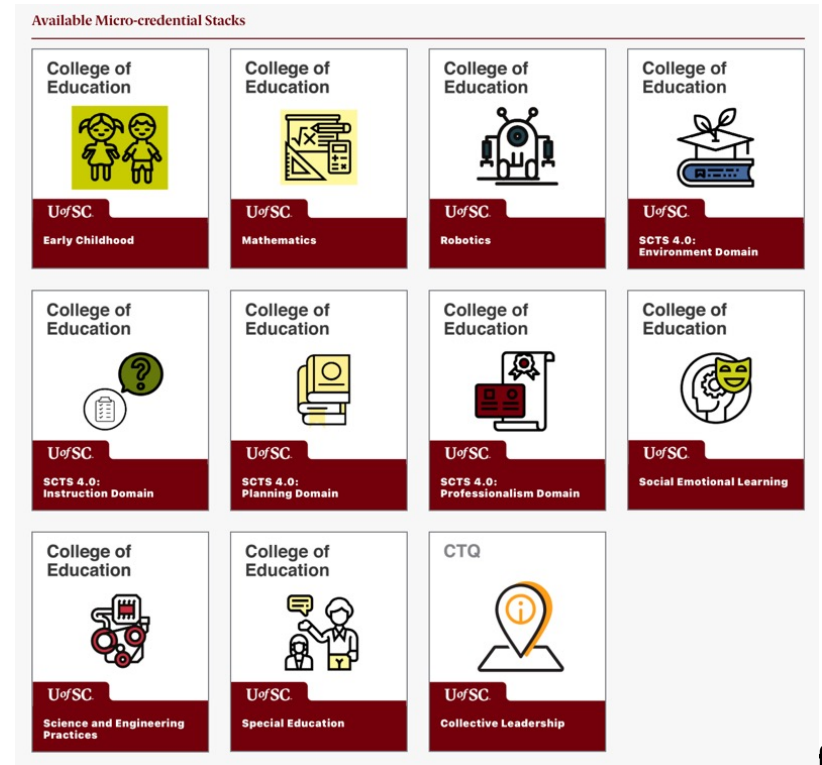 Available Micro-credential Stacks
College of
Education
UofSC
Early Childhood
College of
Education
√x
UofSC
Mathematics
College of
Education
UofSC
Robotics
College of
Education
UofSC
SCTS 4.0:
Environment Domain
College of
Education
?
UofSC
SCTS 4.0:
Instruction Domain
College of
Education
UofSC
SCTS 4.0:
Planning Domain
College of
Education
UofSC
SCTS 4.0:
Professionalism Domain
College of
Education
UofSC
Social Emotional Learning
College of
Education
UofSC
Science and Engineering
Practices
College of
Education
Y
UofSC
Special Education
CTQ
i
UofSC
Collective Leadership